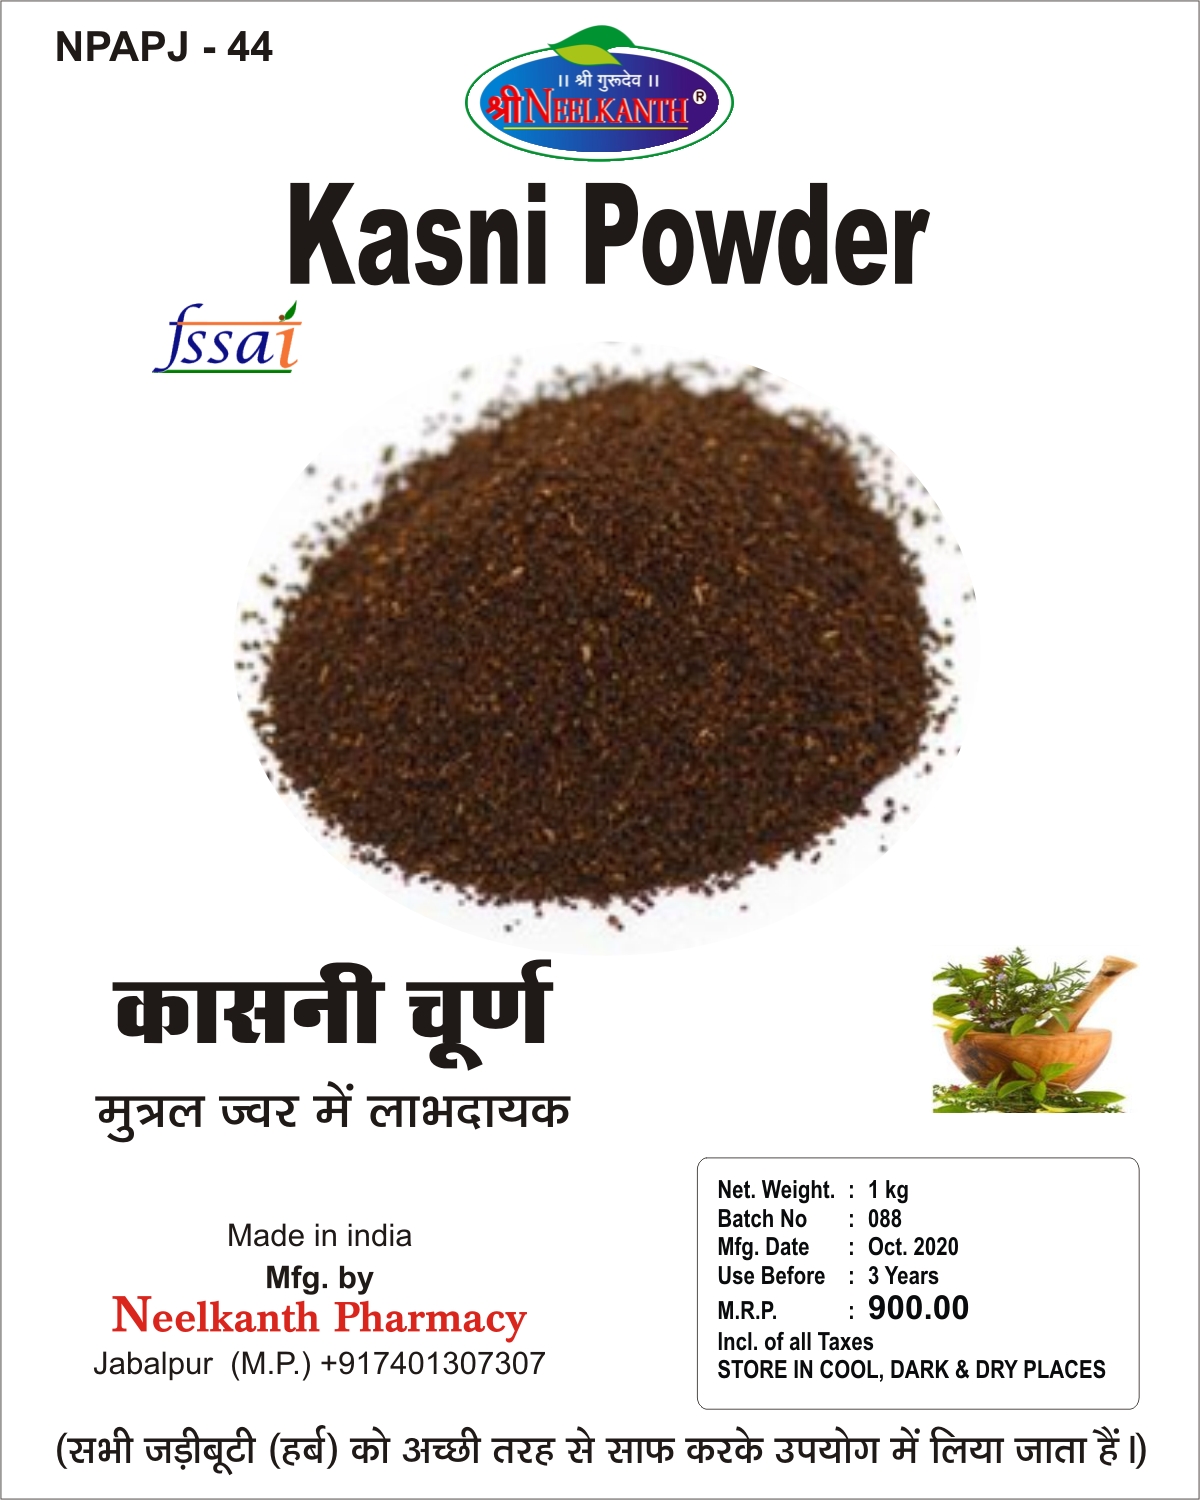 NPAPJ - 44
।। श्री गुरूदेव ।।
श्री NEELKANTH ®
Kasni Powder
fssai
कासनी चूर्ण
मुत्रल ज्वर में लाभदायक
Made in india
Mfg. by
Neelkanth Pharmacy
Jabalpur (M.P.) +917401307307
Net. Weight. : 1 kg
Batch No : 088
Mfg. Date : Oct. 2020
Use Before : 3 Years
M.R.P. : 900.00
Incl. of all Taxes
STORE IN COOL, DARK & DRY PLACES
(सभी जड़ीबूटी (हर्ब) को अच्छी तरह से साफ करके उपयोग में लिया जाता हैं।)